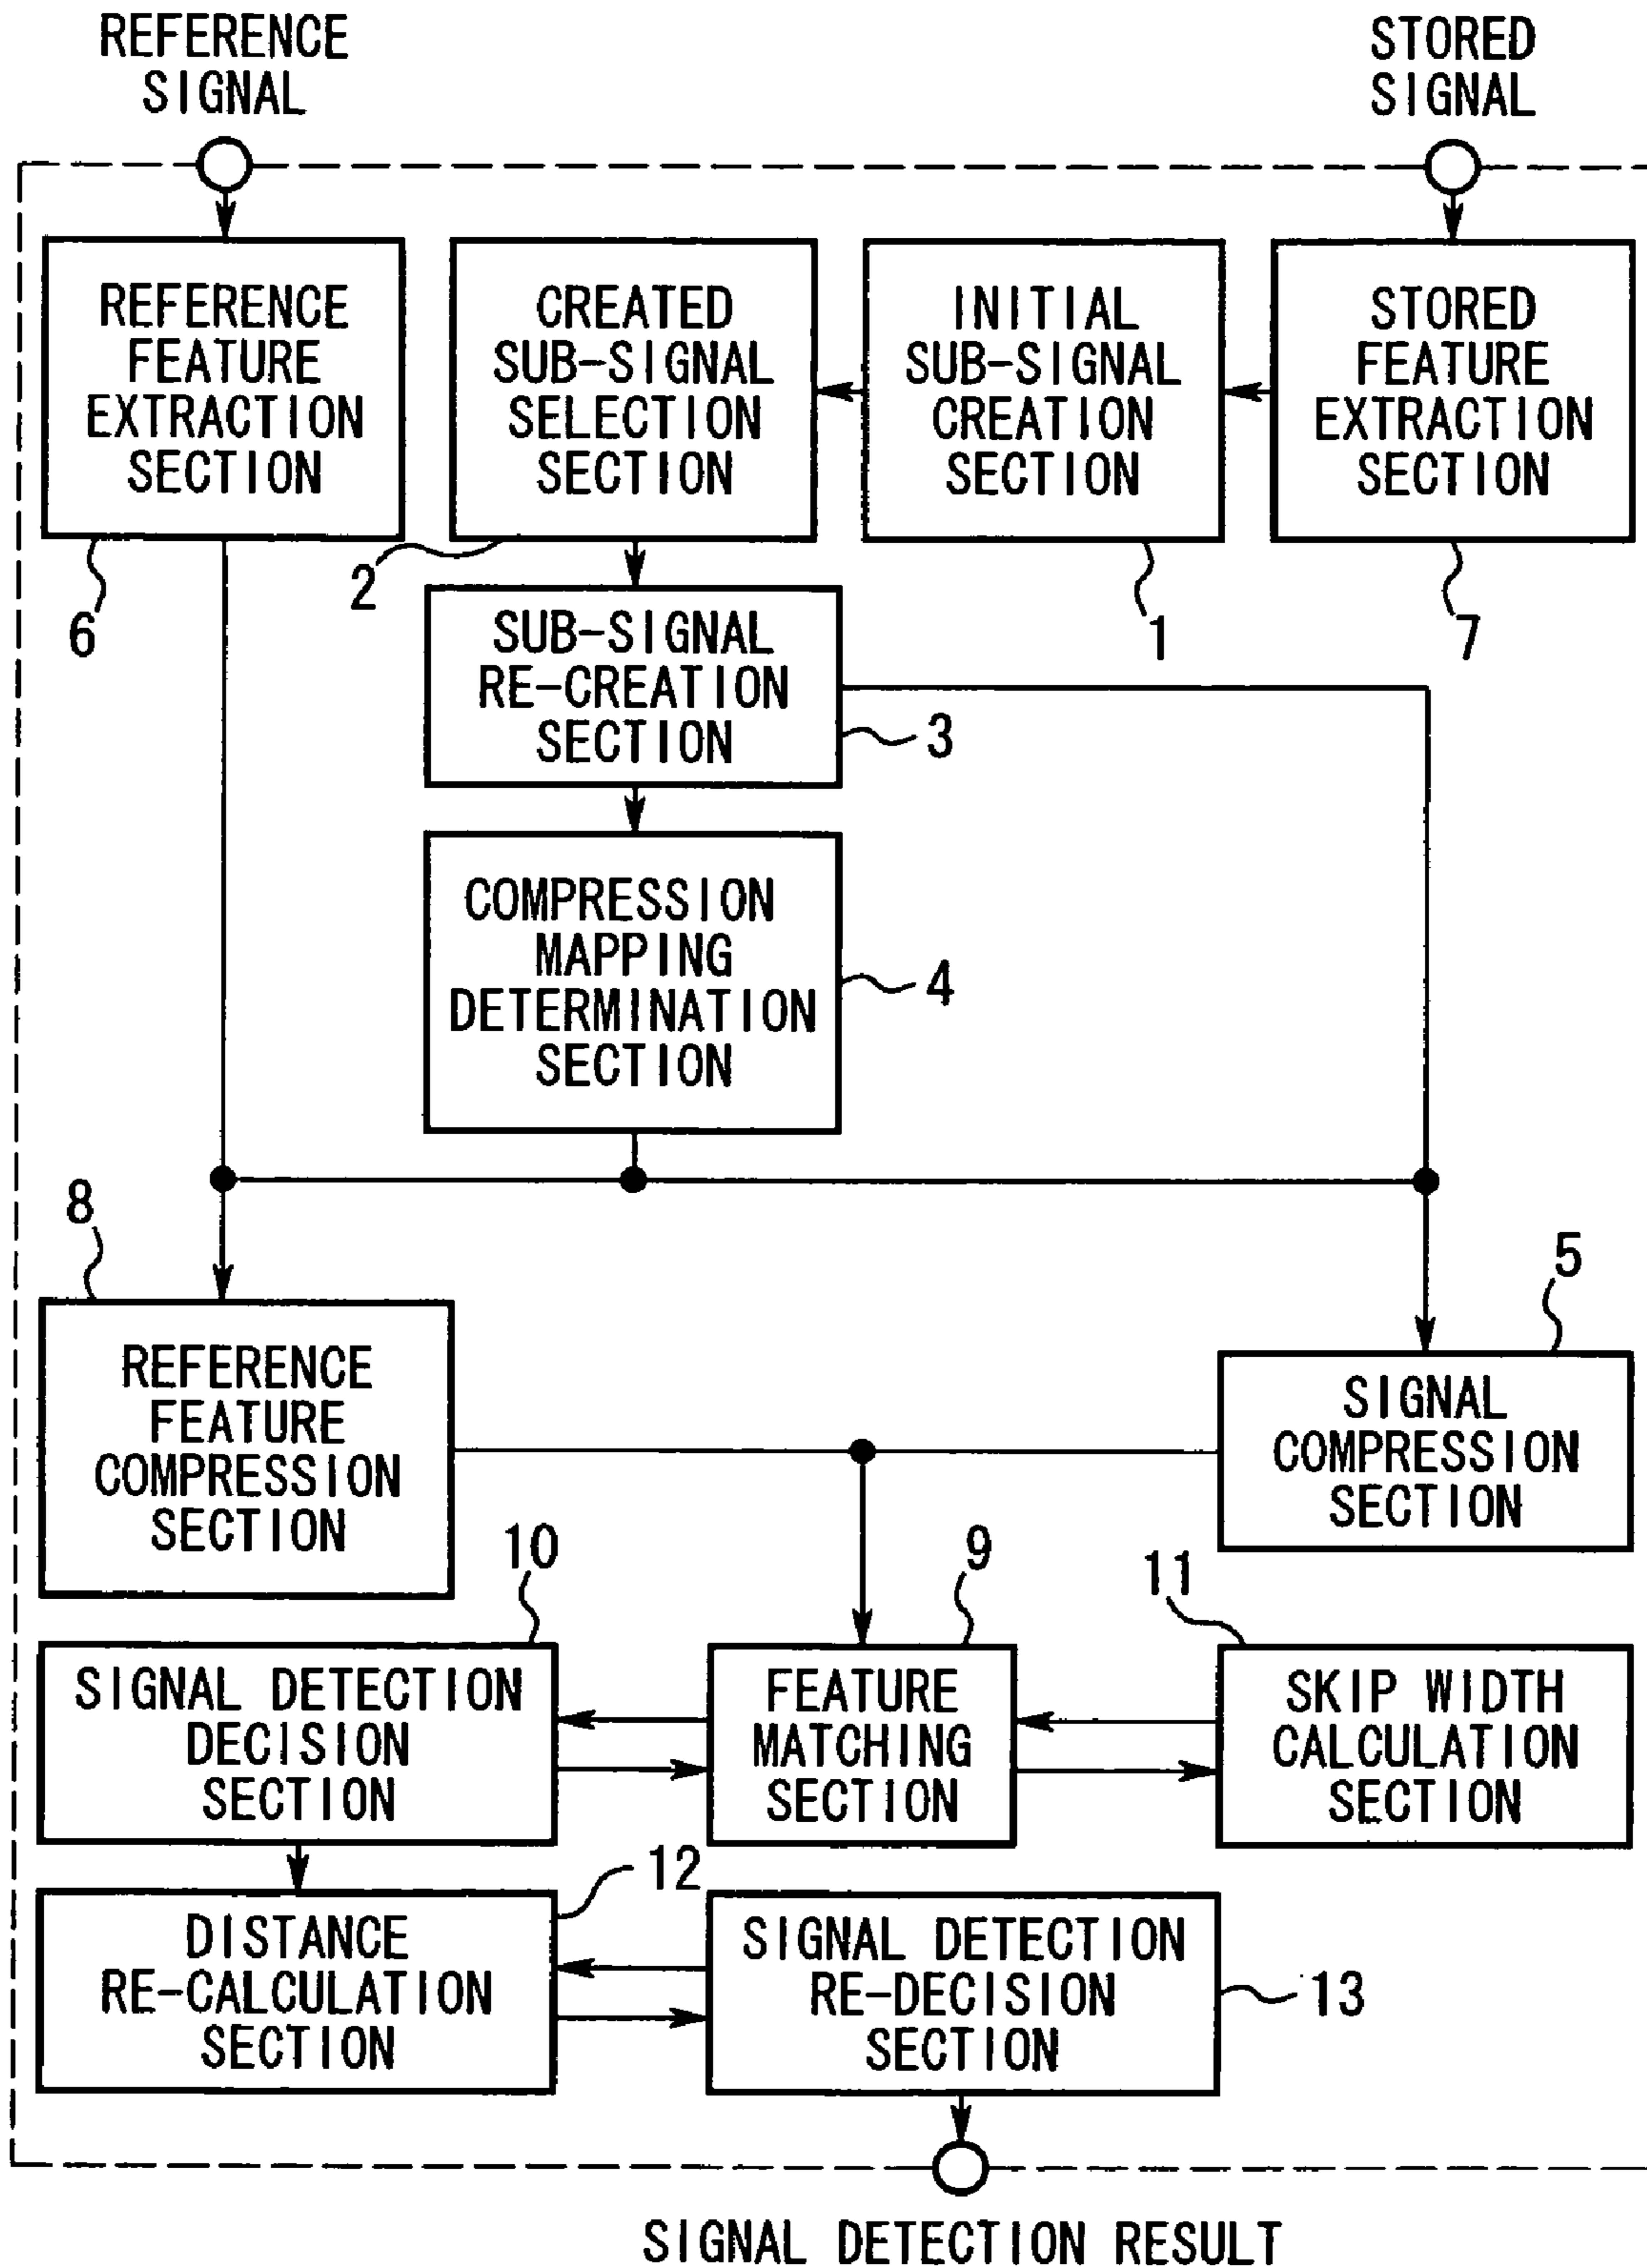 REFERENCE
SIGNAL
STORED
SIGNAL
REFERENCE
FEATURE
EXTRACTION
SECTION
CREATED
SUB-SIGNAL
SELECTION
SECTION
INITIAL
SUB-SIGNAL
CREATION
SECTION
STORED
FEATURE
EXTRACTION
SECTION
6
2
1
7
SUB-SIGNAL
RE-CREATION
SECTION
3
COMPRESSION
MAPPING
DETERMINATION
SECTION
4
8
5
REFERENCE
FEATURE
COMPRESSION
SECTION
SIGNAL
COMPRESSION
SECTION
10
9
11
SIGNAL DETECTION
DECISION
SECTION
FEATURE
MATCHING
SECTION
SKIP WIDTH
CALCULATION
SECTION
12
DISTANCE
RE-CALCULATION
SECTION
SIGNAL DETECTION
RE-DECISION
SECTION
13
SIGNAL DETECTION RESULT